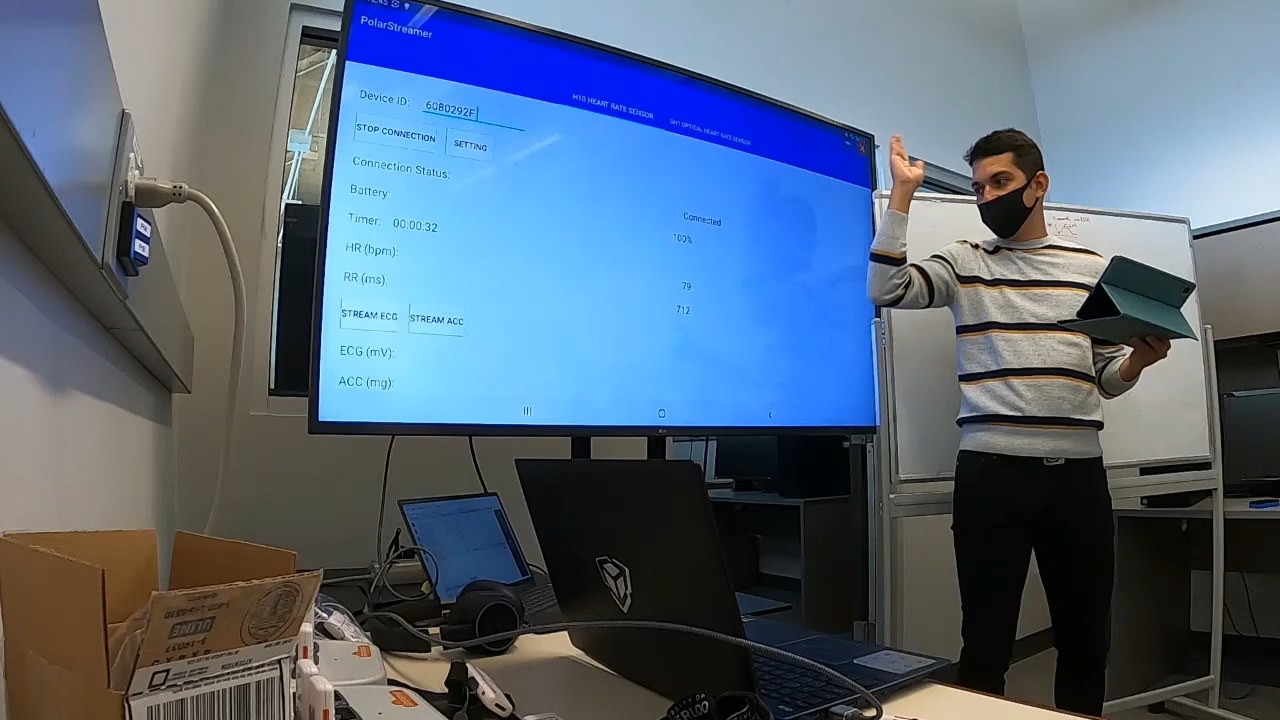 PolarStreamer
H10 HEART RATE SENSOR
OH1 OPTICAL HEART RATE SENSOR
Device ID: 6080292F
STOP CONNECTION
SETTING
Connection Status:
Connected
Battery:
100%
Timer: 00:00:32
HR (bpm):
79
RR (ms):
712
STREAM ECG
STREAM ACC
ECG (mV):
ACC (mg):
ULINE
ATTENTION